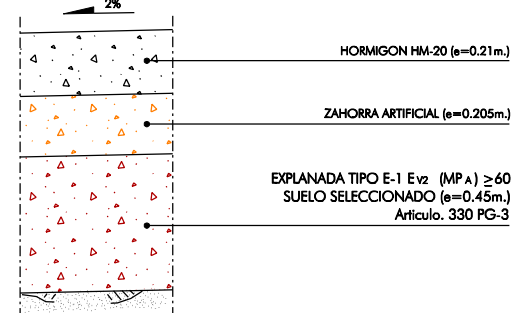 2%
HORMIGON HM-20 (e=0.21m.)
ZAHORRA ARTIFICIAL (e=0.205m.)
EXPLANADA TIPO E-1 EV2 (MPA) ≥60
SUELO SELECCIONADO (e=0.45m.)
Articulo. 330 PG-3